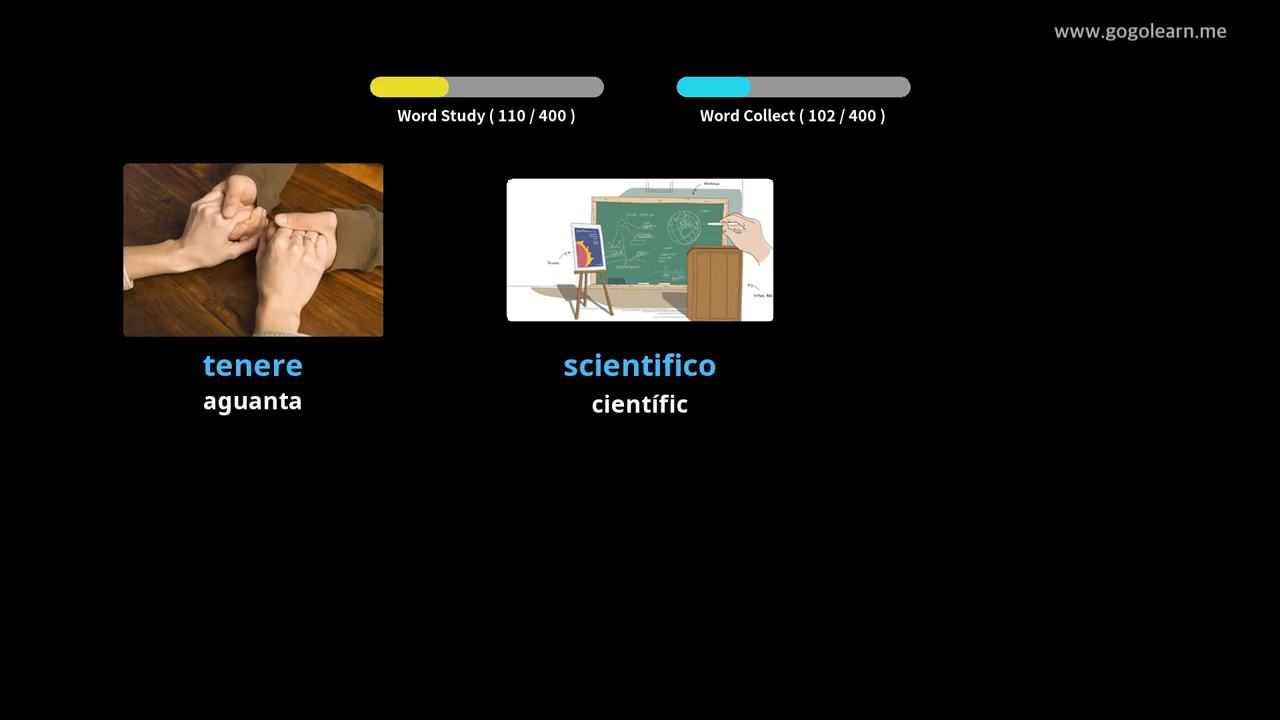 www.gogolearn.me
Word Study ( 110 / 400 )
Word Collect ( 102 / 400 )
tenere
aguanta
scientifico
científic